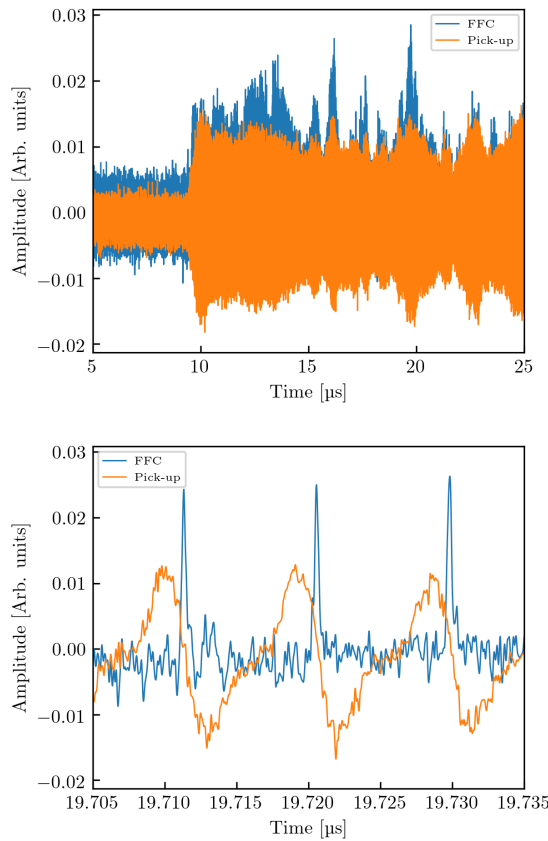 0.03
0.02
0.01
0.00
−0.01
−0.02
Amplitude [Arb. units]
FFC
Pick-up
5 10 15 20 25
Time [µs]
0.03
0.02
0.01
0.00
−0.01
−0.02
Amplitude [Arb. units]
FFC
Pick-up
19.705 19.710 19.715 19.720 19.725 19.730 19.735
Time [µs]